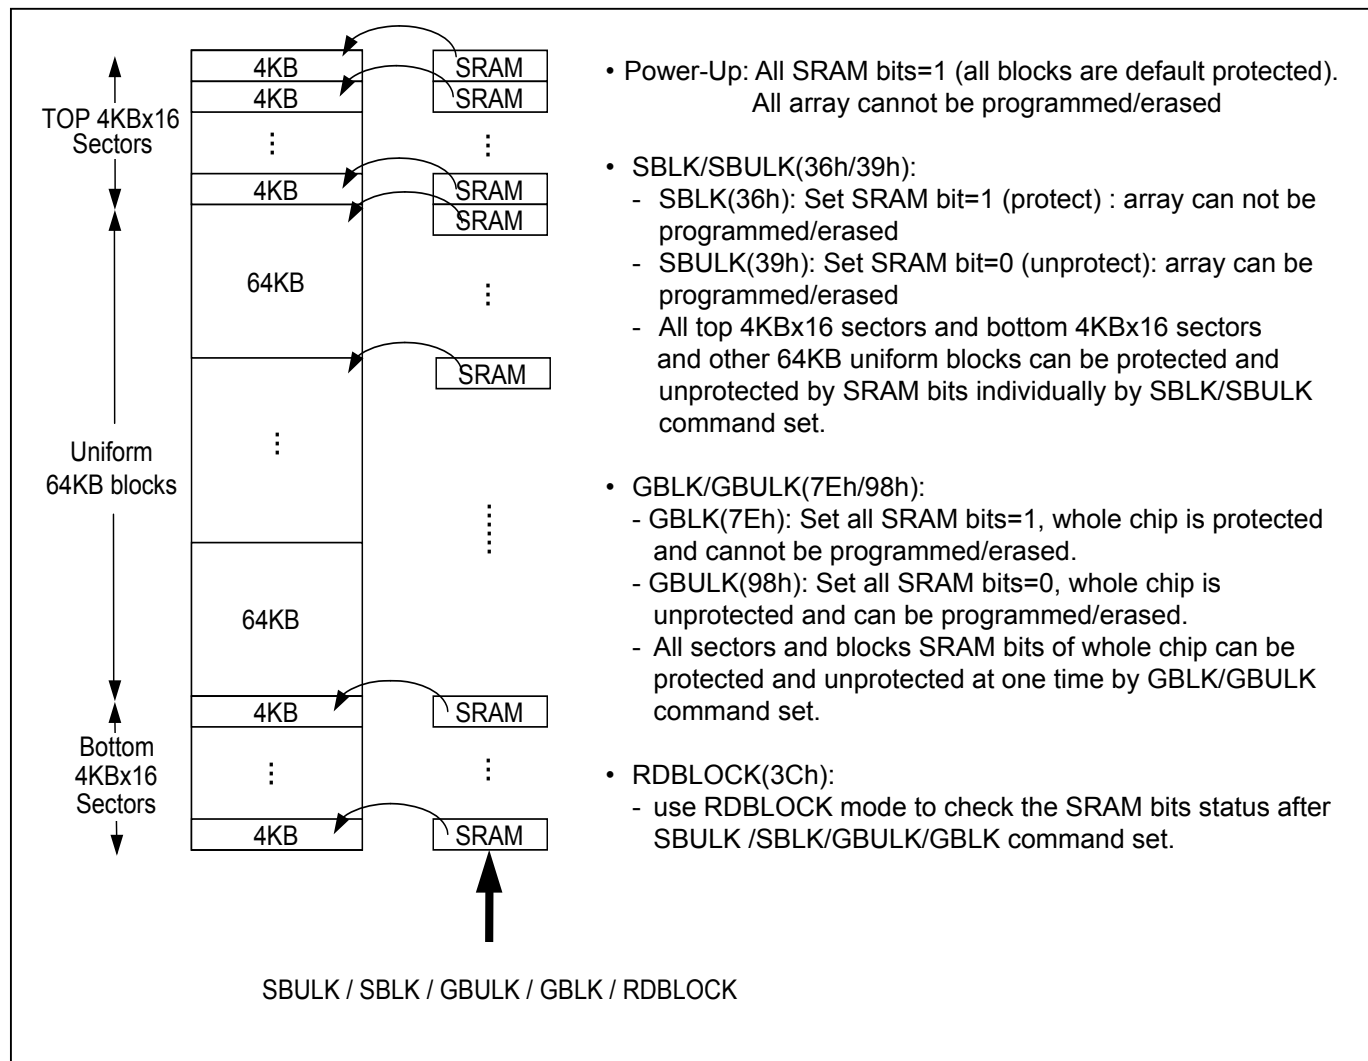 4KB
4KB
⋮
4KB
64KB
⋮
64KB
4KB
⋮
4KB
SRAM
SRAM
⋮
SRAM
SRAM
⋮
SRAM
⋮
SRAM
⋮
SRAM
TOP 4KBx16
Sectors
Uniform
64KB blocks
Bottom
4KBx16
Sectors
SBULK / SBLK / GBULK / GBLK / RDBLOCK
• Power-Up: All SRAM bits=1 (all blocks are default protected).
All array cannot be programmed/erased
• SBLK/SBULK(36h/39h):
- SBLK(36h): Set SRAM bit=1 (protect) : array can not be
programmed/erased
- SBULK(39h): Set SRAM bit=0 (unprotect): array can be
programmed/erased
- All top 4KBx16 sectors and bottom 4KBx16 sectors
and other 64KB uniform blocks can be protected and
unprotected by SRAM bits individually by SBLK/SBULK
command set.
• GBLK/GBULK(7Eh/98h):
- GBLK(7Eh): Set all SRAM bits=1, whole chip is protected
and cannot be programmed/erased.
- GBULK(98h): Set all SRAM bits=0, whole chip is
unprotected and can be programmed/erased.
- All sectors and blocks SRAM bits of whole chip can be
protected and unprotected at one time by GBLK/GBULK
command set.
• RDBLOCK(3Ch):
- use RDBLOCK mode to check the SRAM bits status after
SBULK /SBLK/GBULK/GBLK command set.